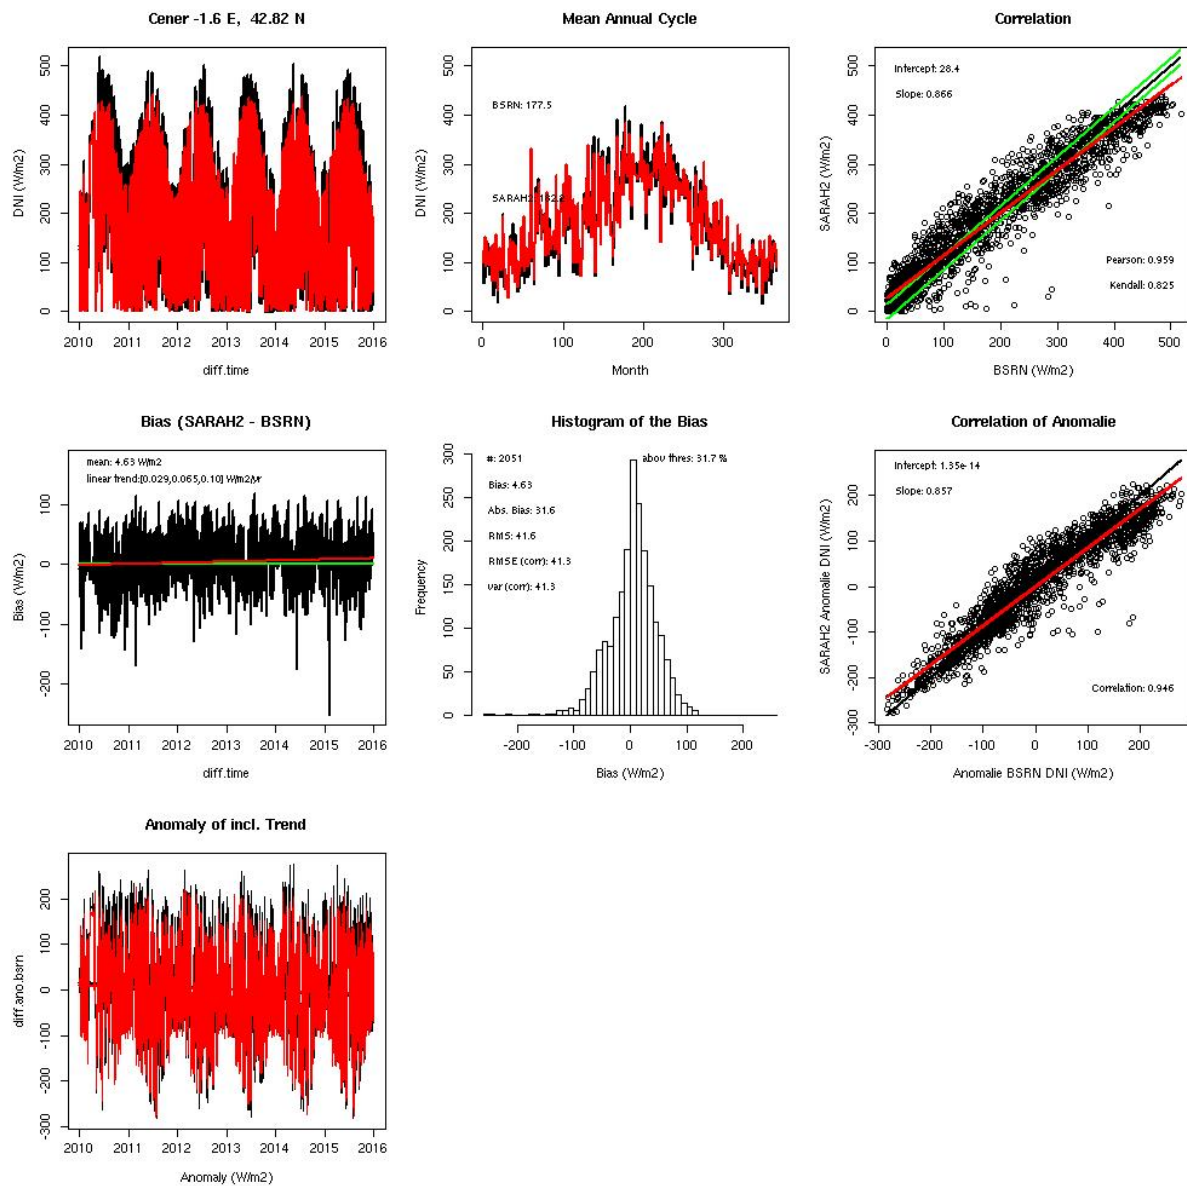 Cener -1.6 E, 42.82 N
DNI (W/m2)
500
400
300
200
100
0
2010 2011 2012 2013 2014 2015 2016
diff.time
Mean Annual Cycle
BSRN: 177.5
DNI (W/m2)
500
400
300
200
100
0
0 100 200 300
Month
Correlation
Intercept: 28.4
Slope: 0.866
SARAH2 (W/m2)
500
400
300
200
100
0
Pearson: 0.959
Kendall: 0.825
0 100 200 300 400 500
BSRN (W/m2)
Bias (SARAH2 - BSRN)
mean: 4.63 W/m2
linear trend:[0.029,0.065,0.10] W/m2/yr
Bias (W/m2)
100
0
-100
-200
2010 2011 2012 2013 2014 2015 2016
diff.time
Histogram of the Bias
#: 2051
abov thres: 31.7 %
Bias: 4.63
Abs. Bias: 31.6
RMS: 41.6
RMSE (corr): 41.3
var (corr): 41.3
Frequency
300
250
200
150
100
50
0
-200 -100 0 100 200
Bias (W/m2)
Correlation of Anomalie
Intercept: 1.35e-14
Slope: 0.857
SARAH2 Anomalie DNI (W/m2)
200
100
0
-100
-200
-300
Correlation: 0.946
-300 -200 -100 0 100 200
Anomalie BSRN DNI (W/m2)
Anomaly of incl. Trend
diff.ano.bsrn
200
100
0
-100
-200
-300
2010 2011 2012 2013 2014 2015 2016
Anomaly (W/m2)